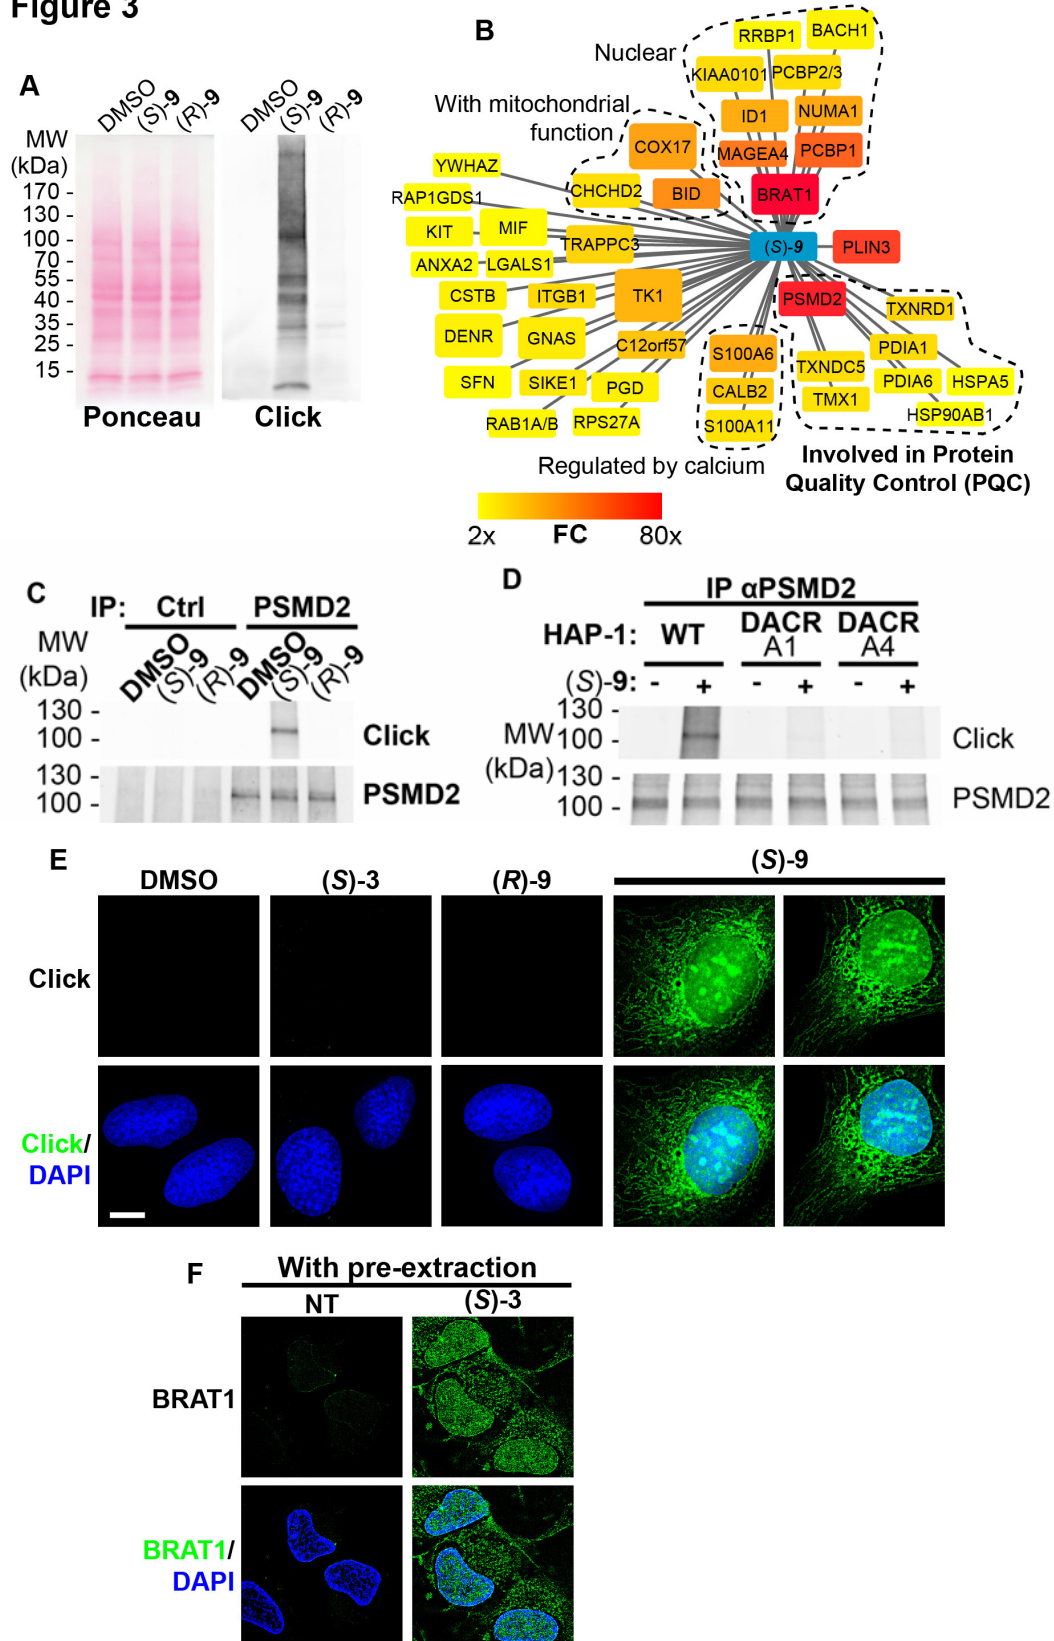 Figure 3
A
DMSO
(S)-9
(R)-9
DMSO
(S)-9
(R)-9
MW
(kDa)
170 -
130 -
100 -
70 -
55 -
40 -
35 -
25 -
15 -
Ponceau
Click
B
Nuclear
RRBP1
BACH1
KIAA0101
PCBP2/3
ID1
NUMA1
MAGEA4
PCBP1
BRAT1
With mitochondrial
function
COX17
CHCHD2
BID
YWHAZ
RAP1GDS1
KIT
MIF
TRAPPC3
ANXA2
LGALS1
CSTB
ITGB1
TK1
DENR
GNAS
C12orf57
SFN
SIKE1
PGD
RAB1A/B
RPS27A
(S)-9
PLIN3
PSMD2
TXNRD1
PDIA1
TXNDC5
PDIA6
HSPA5
TMX1
HSP90AB1
S100A6
CALB2
S100A11
Regulated by calcium
Involved in Protein
Quality Control (PQC)
2x
FC
80x
C
IP:
Ctrl
PSMD2
MW
(kDa)
DMSO
(S)-9
(R)-9
DMSO
(S)-9
(R)-9
130 -
100 -
Click
130 -
100 -
PSMD2
D
IP αPSMD2
HAP-1:
WT
DACR
A1
DACR
A4
(S)-9:
-
+
-
+
-
+
MW
(kDa)
130 -
100 -
Click
130 -
100 -
PSMD2
E
DMSO
(S)-3
(R)-9
(S)-9
Click
Click/
DAPI
F
With pre-extraction
NT
(S)-3
BRAT1
BRAT1/
DAPI